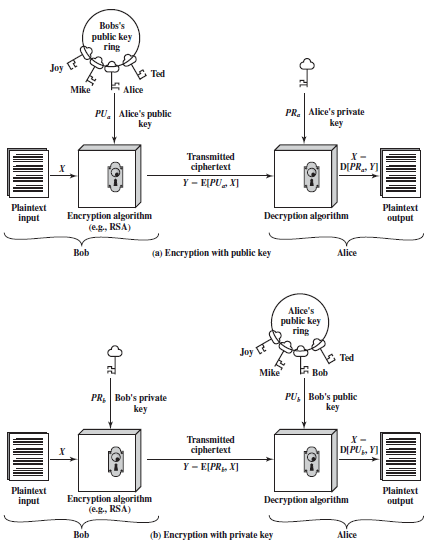 Bobs's
public key
ring
Joy
Ted
Mike
Alice
PUa Alice's public
key
PRa Alice's private
key
X
Transmitted
ciphertext
Y = E[PUa, X]
X =
D[PRa, Y]
Plaintext
input
Encryption algorithm
(e.g., RSA)
Decryption algorithm
Plaintext
output
Bob
(a) Encryption with public key
Alice
Alice's
public key
ring
Joy
Ted
Mike
Bob
PRb Bob's private
key
PUb Bob's public
key
X
Transmitted
ciphertext
Y = E[PRb, X]
X =
D[PUb, Y]
Plaintext
input
Encryption algorithm
(e.g., RSA)
Decryption algorithm
Plaintext
output
Bob
(b) Encryption with private key
Alice